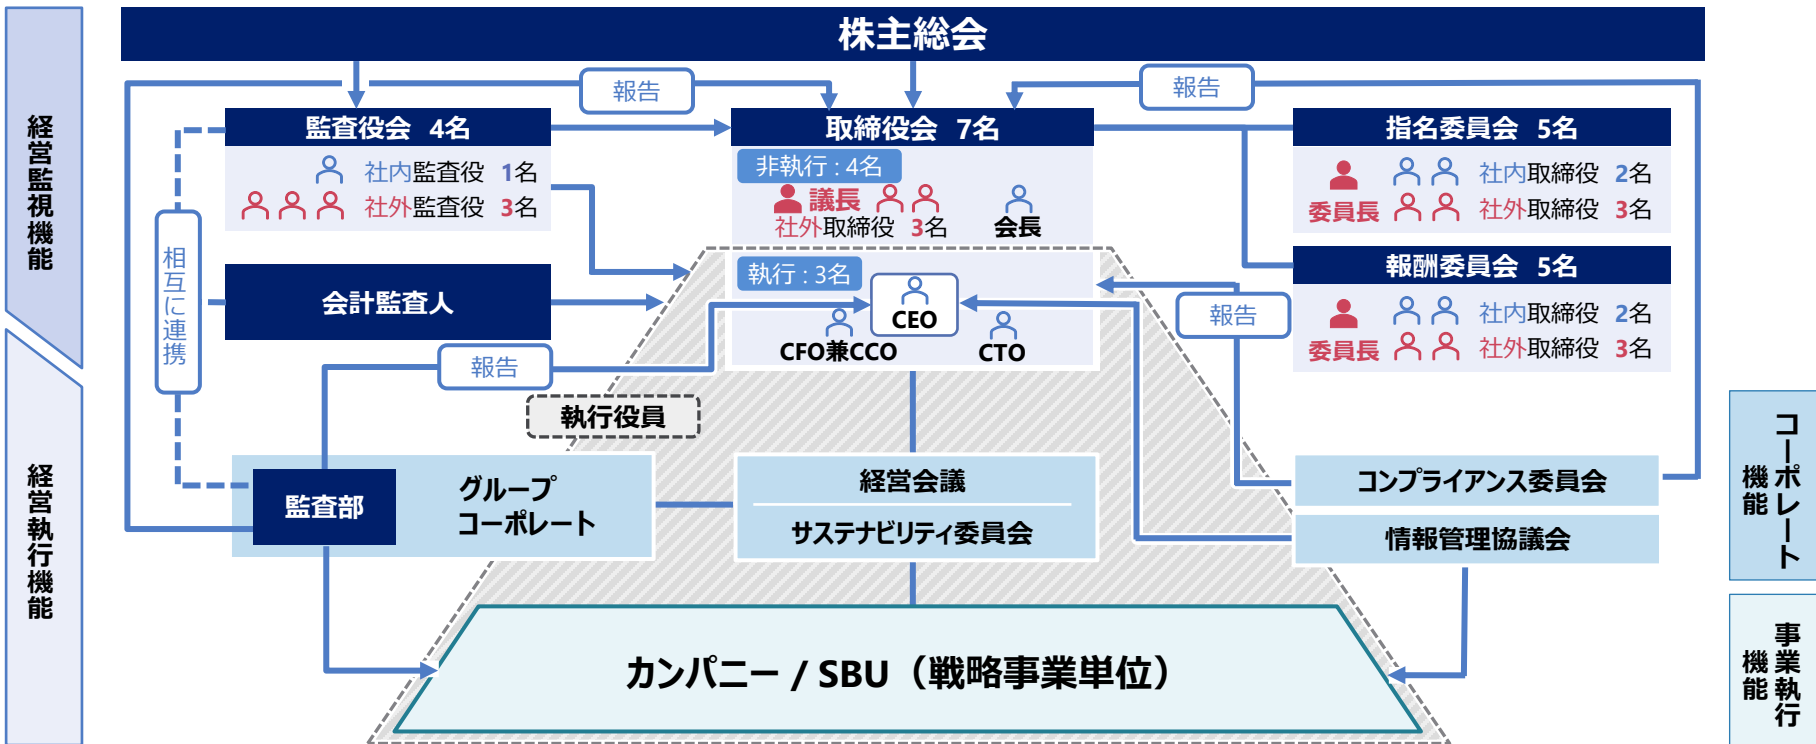 株主総会
経営監視機能
経営執行機能
報告
報告
監査役会 4名
社内監査役 1名
社外監査役 3名
取締役会 7名
非執行 : 4名
議長
社外取締役 3名
会長
指名委員会 5名
社内取締役 2名
委員長
社外取締役 3名
相互に連携
会計監査人
執行 : 3名
CEO
CFO兼CCO
CTO
報告
報酬委員会 5名
社内取締役 2名
委員長
社外取締役 3名
報告
執行役員
監査部
グループ
コーポレート
経営会議
サステナビリティ委員会
コンプライアンス委員会
情報管理協議会
コーポレート
機能
カンパニー / SBU（戦略事業単位）
事業執行
機能